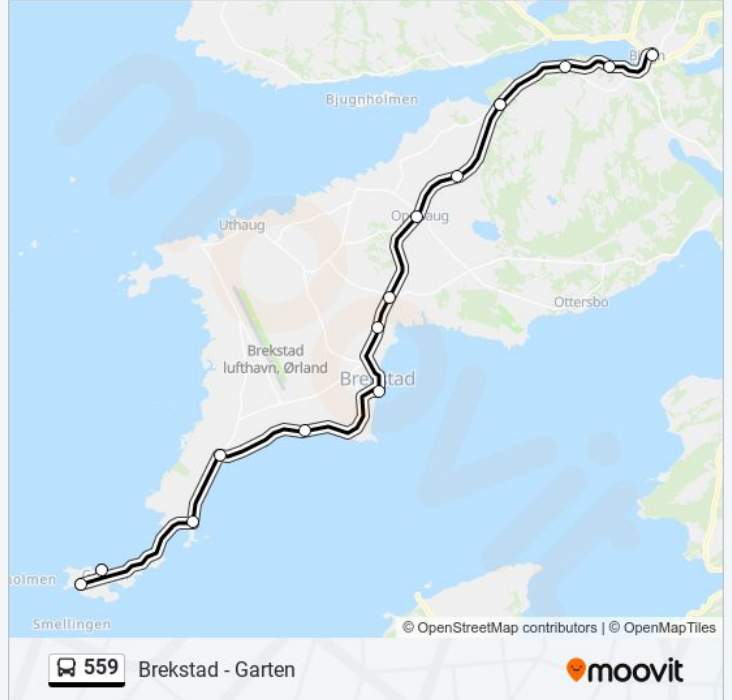 Bjugnholmen
Uthaug
Ottersbo
Brekstad
lufthavn, Ørland
Brekstad
holmen
Smellingen
© OpenStreetMap contributors | © OpenMapTiles
559 Brekstad - Garten
moovit